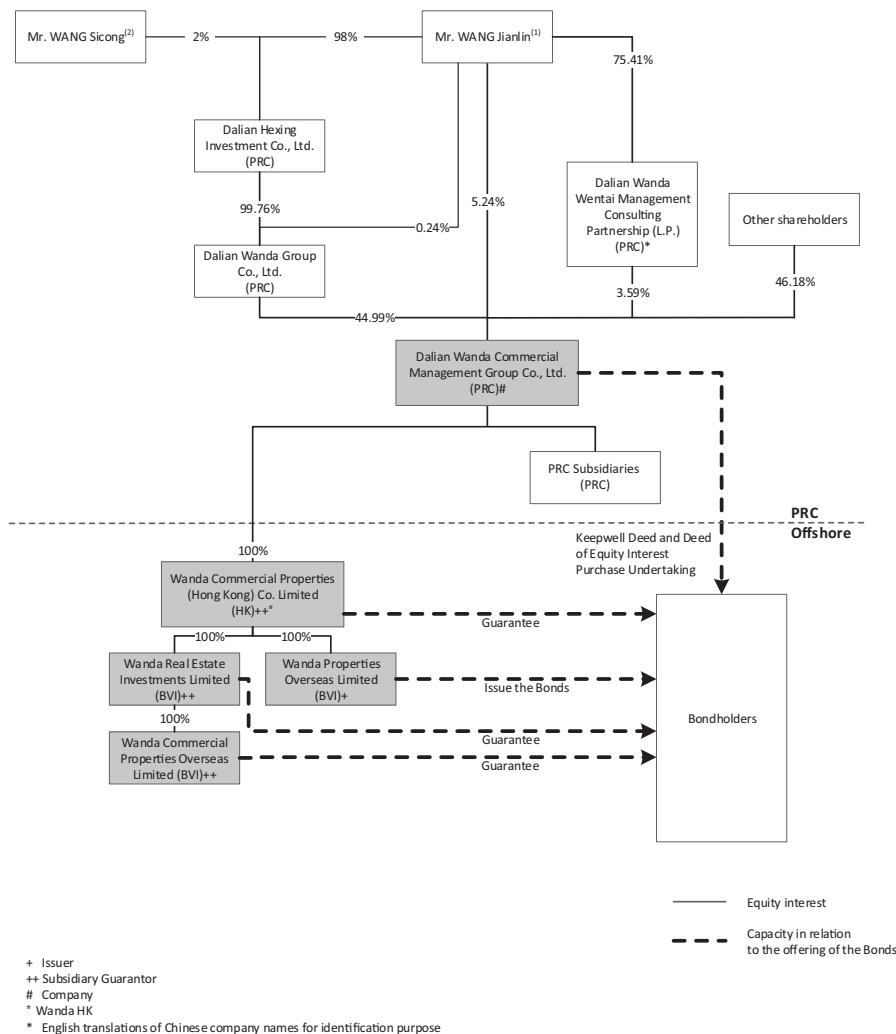 Mr. WANG Sicong(2)
2%
98%
Mr. WANG Jianlin(1)
75.41%
Dalian Hexing
Investment Co., Ltd.
(PRC)
99.76%
0.24%
5.24%
Dalian Wanda
Wentai Management
Consulting
Partnership (L.P.)
(PRC)*
Other shareholders
Dalian Wanda Group
Co., Ltd.
(PRC)
44.99%
3.59%
46.18%
Dalian Wanda Commercial
Management Group Co., Ltd.
(PRC)#
PRC Subsidiaries
(PRC)
PRC
Offshore
Keepwell Deed and Deed
of Equity Interest
Purchase Undertaking
100%
Wanda Commercial Properties
(Hong Kong) Co. Limited
(HK)++*
Guarantee
100%
100%
Wanda Real Estate
Investments Limited
(BVI)++
Wanda Properties
Overseas Limited
(BVI)+
Issue the Bonds
100%
Guarantee
Wanda Commercial
Properties Overseas
Limited (BVI)++
Guarantee
Bondholders
Equity interest
Capacity in relation
to the offering of the Bonds
+ Issuer
++ Subsidiary Guarantor
# Company
* Wanda HK
* English translations of Chinese company names for identification purpose